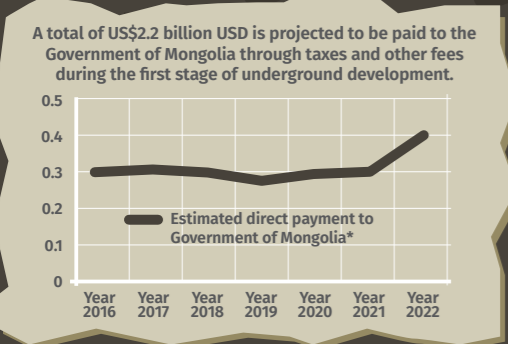 A total of US$2.2 billion USD is projected to be paid to the
Government of Mongolia through taxes and other fees
during the first stage of underground development.
0.5
0.4
0.3
0.2
0.1
0
Estimated direct payment to
Government of Mongolia*
Year Year Year Year Year Year Year
2016 2017 2018 2019 2020 2021 2022